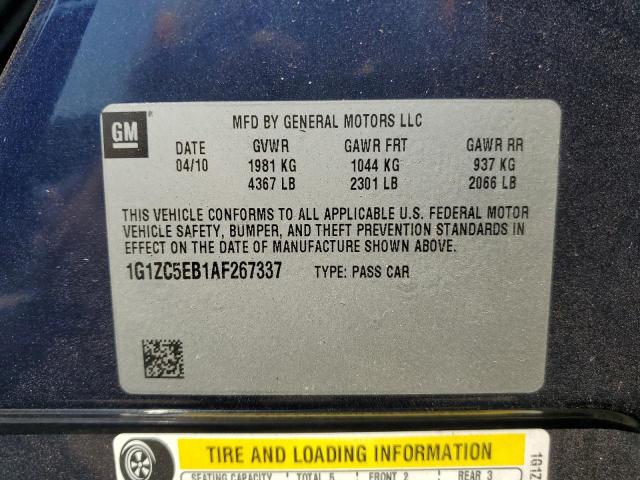 GM
MFD BY GENERAL MOTORS LLC
DATE GVWR GAWR FRT GAWR RR
04/10 1981 KG 1044 KG 937 KG
4367 LB 2301 LB 2066 LB
THIS VEHICLE CONFORMS TO ALL APPLICABLE U.S. FEDERAL MOTOR
VEHICLE SAFETY, BUMPER, AND THEFT PREVENTION STANDARDS IN
EFFECT ON THE DATE OF MANUFACTURE SHOWN ABOVE.
1G1ZC5EB1AF267337 TYPE: PASS CAR
TIRE AND LOADING INFORMATION
SEATING CAPACITY TOTAL 5 FRONT 2 REAR 3
1G1Z